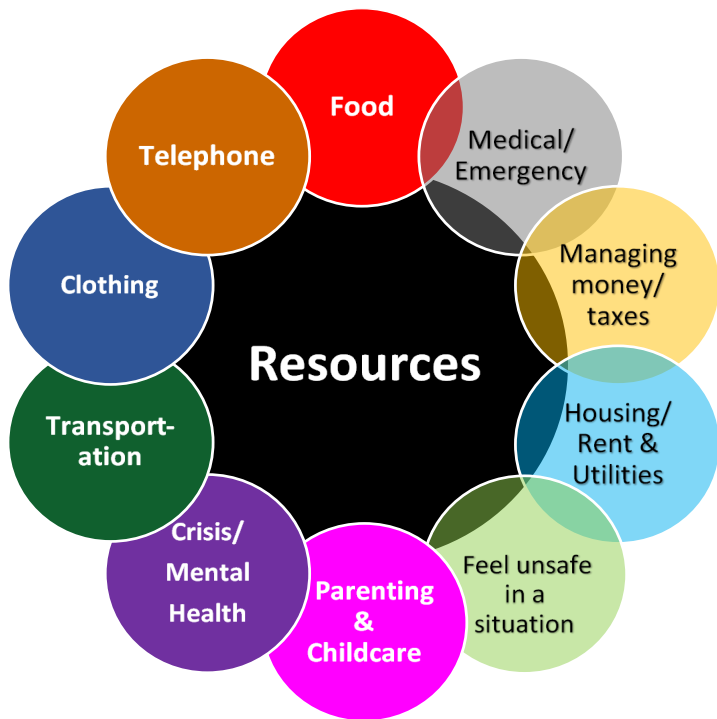 Food
Medical/
Emergency
Managing
money/
taxes
Housing/
Rent &
Utilities
Feel unsafe
in a
situation
Parenting
&
Childcare
Crisis/
Mental
Health
Transport-
ation
Clothing
Telephone
Resources